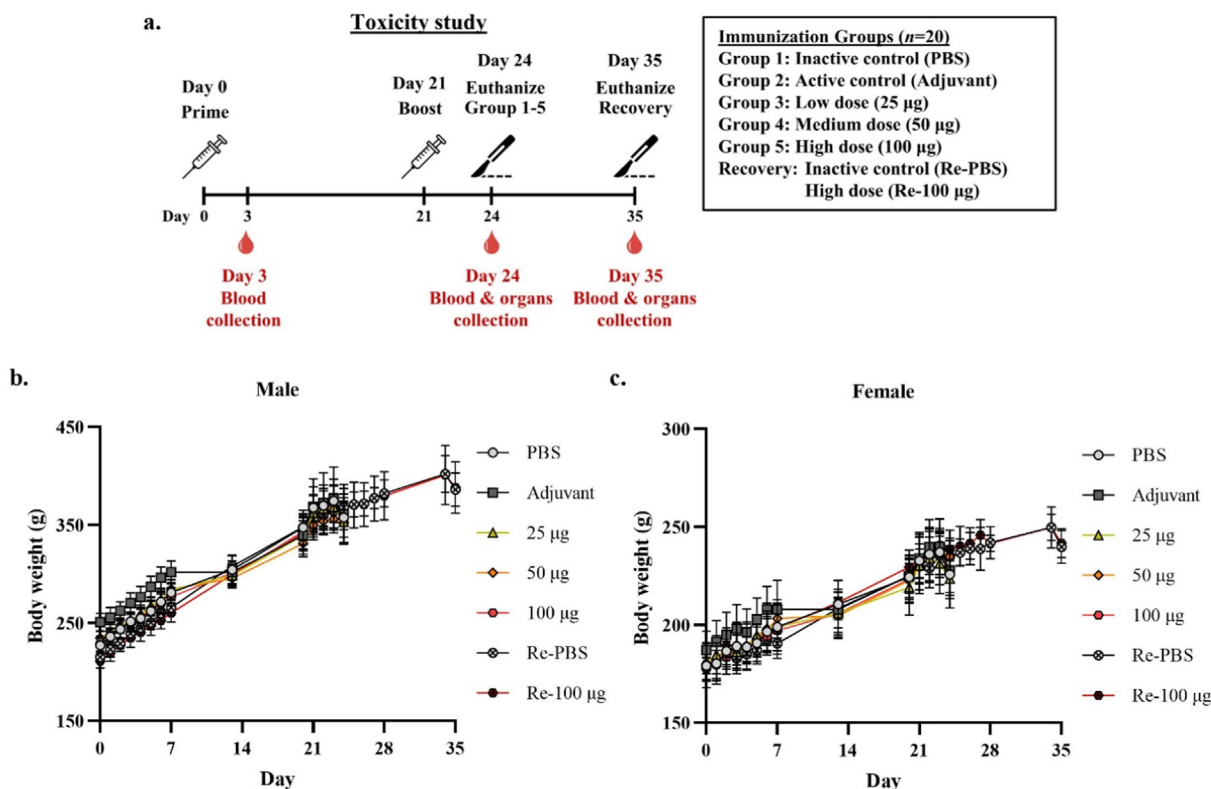 a.
Toxicity study
Day 0
Prime
Day 21
Boost
Day 24
Euthanize
Group 1-5
Day 35
Euthanize
Recovery
Day 0 3 21 24 35
Day 3
Blood
collection
Day 24
Blood & organs
collection
Day 35
Blood & organs
collection
Immunization Groups (n=20)
Group 1: Inactive control (PBS)
Group 2: Active control (Adjuvant)
Group 3: Low dose (25 µg)
Group 4: Medium dose (50 µg)
Group 5: High dose (100 µg)
Recovery: Inactive control (Re-PBS)
High dose (Re-100 µg)
b.
Male
Body weight (g)
450
350
250
150
0 7 14 21 28 35
Day
PBS
Adjuvant
25 µg
50 µg
100 µg
Re-PBS
Re-100 µg
c.
Female
Body weight (g)
300
250
200
150
0 7 14 21 28 35
Day
PBS
Adjuvant
25 µg
50 µg
100 µg
Re-PBS
Re-100 µg